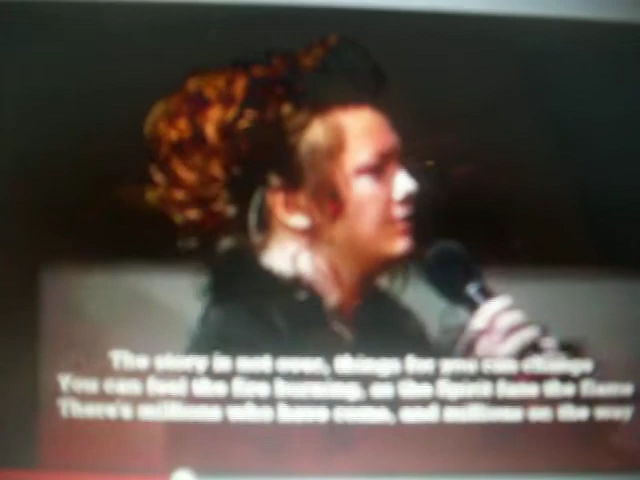 The story is not over, things for you can change
You can feel the fire burning, as the Spirit fans the flame
There's millions who have come, and millions on the way